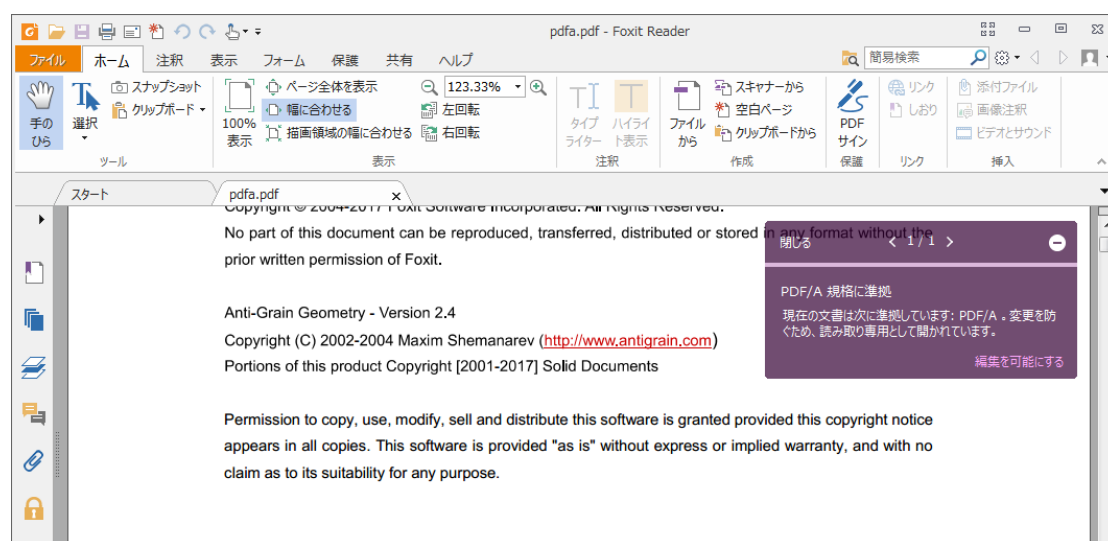 pdfa.pdf - Foxit Reader
ファイル ホーム 注釈 表示 フォーム 保護 共有 ヘルプ 簡易検索
手の
ひら
選択
スナップショット
クリップボード
ツール
100%
表示
ページ全体を表示
幅に合わせる
描画領域の幅に合わせる
123.33%
左回転
右回転
表示
タイプ
ライター
ハイライ
ト表示
注釈
ファイル
から
スキャナーから
空白ページ
クリップボードから
作成
PDF
サイン
保護
リンク
しおり
リンク
添付ファイル
画像注釈
ビデオとサウンド
挿入
スタート
pdfa.pdf
Copyright © 2004-2017 Foxit Software Incorporated. All Rights Reserved.
No part of this document can be reproduced, transferred, distributed or stored in any format without the
prior written permission of Foxit.
Anti-Grain Geometry - Version 2.4
Copyright (C) 2002-2004 Maxim Shemanarev (http://www.antigrain.com)
Portions of this product Copyright [2001-2017] Solid Documents
Permission to copy, use, modify, sell and distribute this software is granted provided this copyright notice
appears in all copies. This software is provided "as is" without express or implied warranty, and with no
claim as to its suitability for any purpose.
閉じる
1 / 1
PDF/A 規格に準拠
現在の文書は次に準拠しています: PDF/A 。変更を防
ぐため、読み取り専用として開かれています。
編集を可能にする